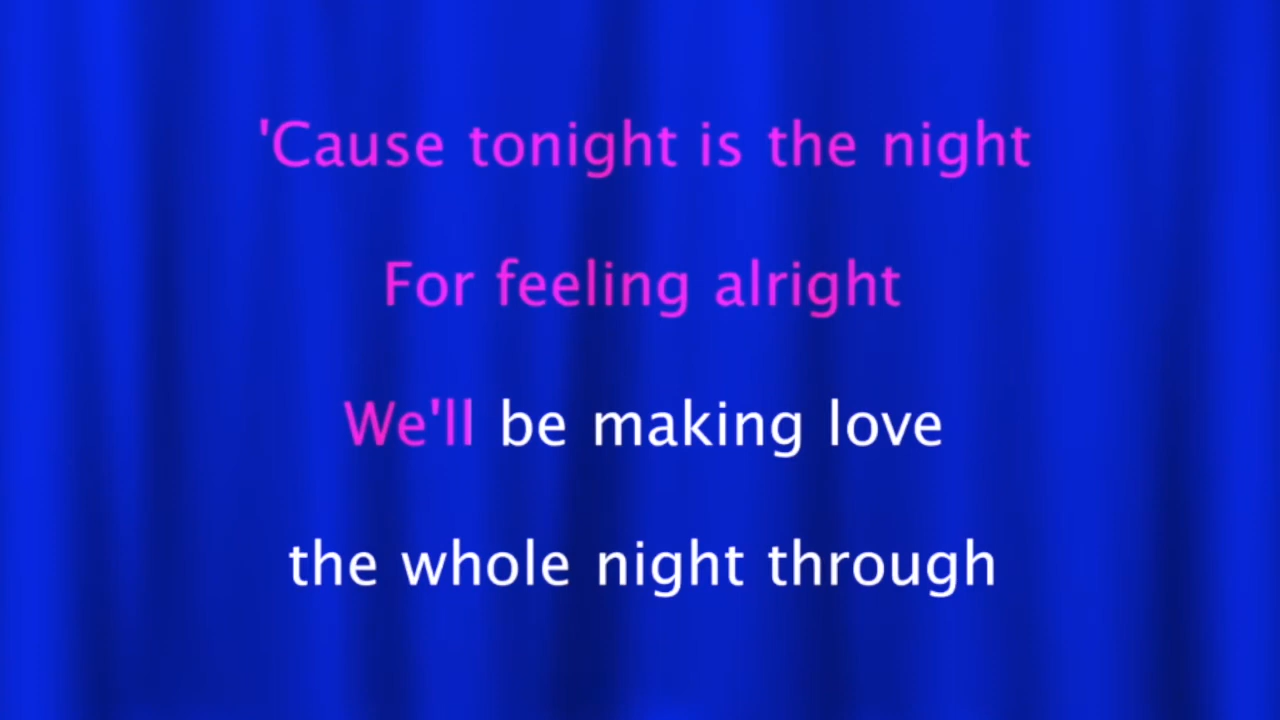 'Cause tonight is the night
For feeling alright
We'll be making love
the whole night through